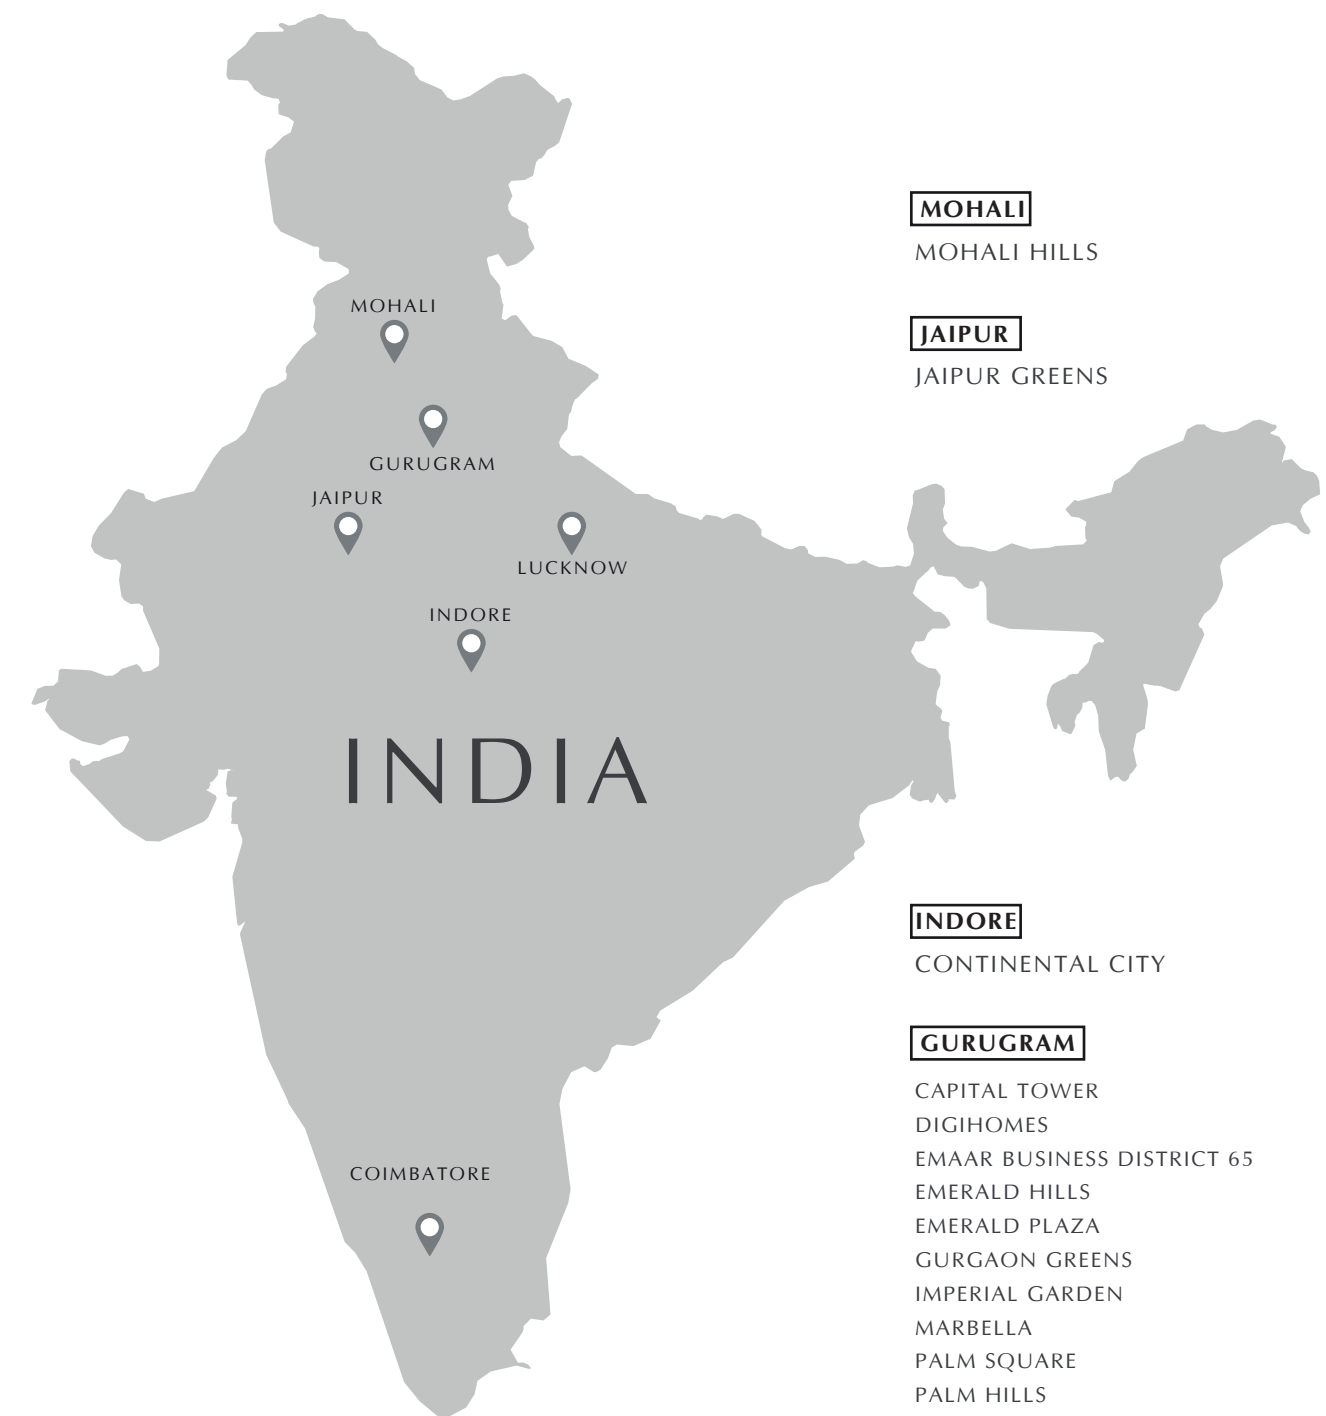 MOHALI
GURUGRAM
JAIPUR
LUCKNOW
INDORE
INDIA
COIMBATORE
MOHALI
MOHALI HILLS
JAIPUR
JAIPUR GREENS
INDORE
CONTINENTAL CITY
GURUGRAM
CAPITAL TOWER
DIGIHOMES
EMAAR BUSINESS DISTRICT 65
EMERALD HILLS
EMERALD PLAZA
GURGAON GREENS
IMPERIAL GARDEN
MARBELLA
PALM SQUARE
PALM HILLS